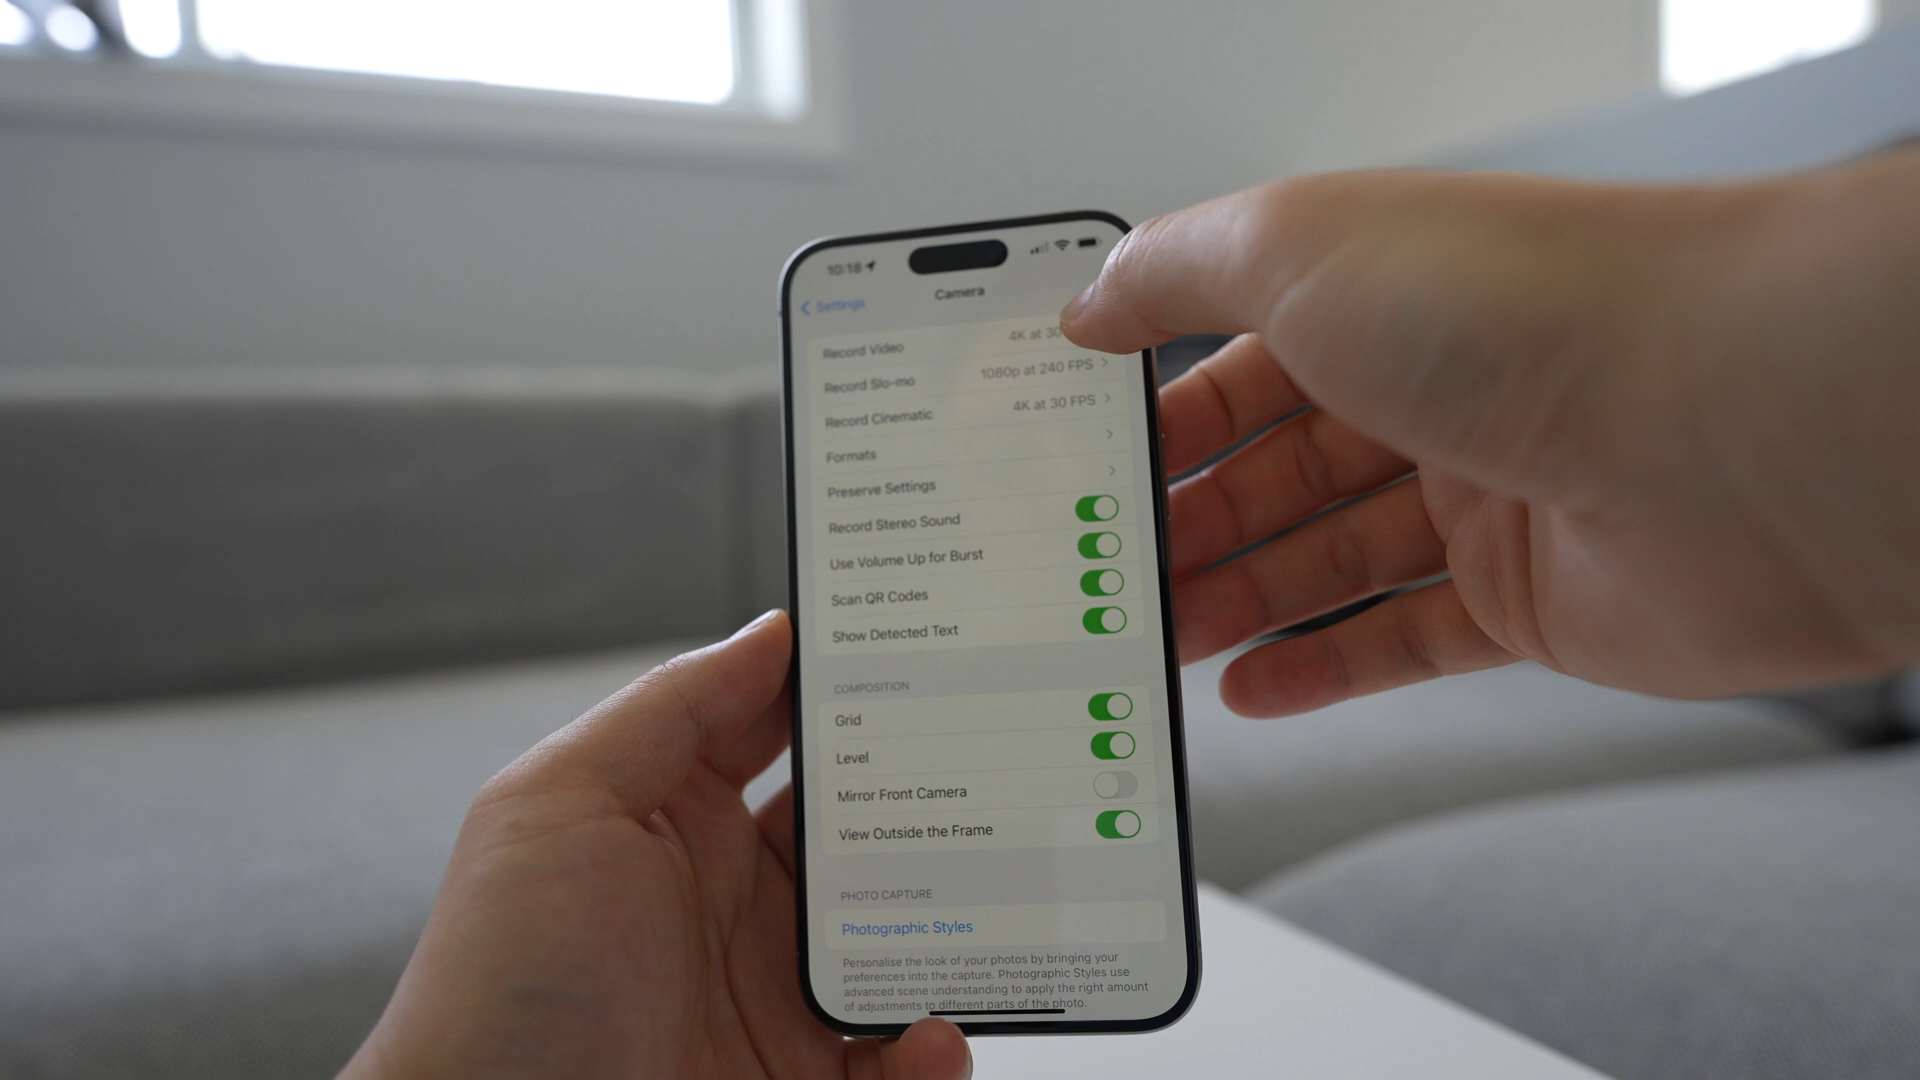 10:18
Settings
Camera
Record Video 4K at 30
Record Slo-mo 1080p at 240 FPS
Record Cinematic 4K at 30 FPS
Formats
Preserve Settings
Record Stereo Sound
Use Volume Up for Burst
Scan QR Codes
Show Detected Text
COMPOSITION
Grid
Level
Mirror Front Camera
View Outside the Frame
PHOTO CAPTURE
Photographic Styles
Personalise the look of your photos by bringing your
preferences into the capture. Photographic Styles use
advanced scene understanding to apply the right amount
of adjustments to different parts of the photo.